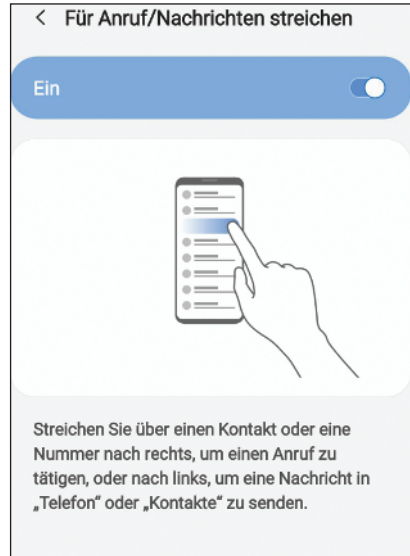 Für Anruf/Nachrichten streichen
Ein
Streichen Sie über einen Kontakt oder eine
Nummer nach rechts, um einen Anruf zu
tätigen, oder nach links, um eine Nachricht in
„Telefon“ oder „Kontakte“ zu senden.